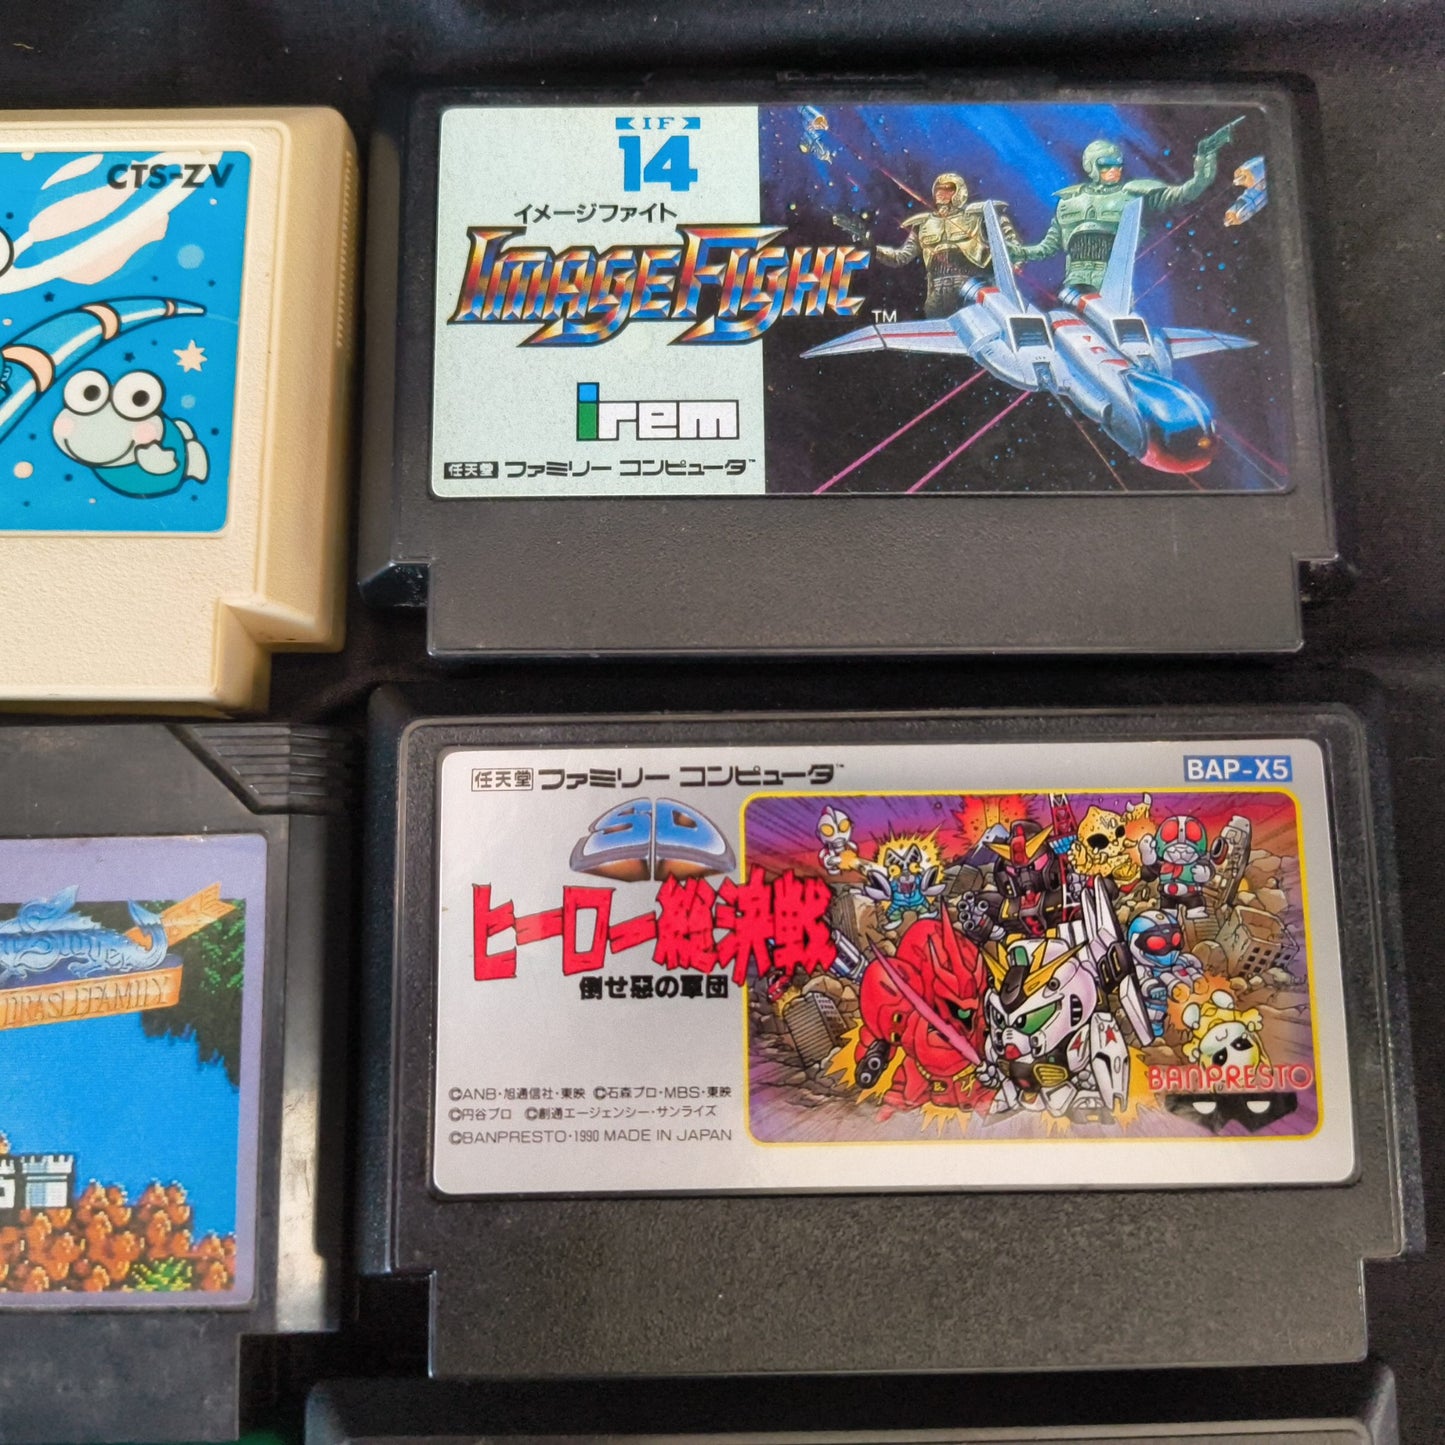 CTS-ZV
IF
14
イメージファイト
IMAGE FIGHT TM
irem
任天堂 ファミリー コンピュータ™
任天堂 ファミリー コンピュータ™
BAP-X5
SD
ヒーロー総決戦
倒せ悪の軍団
©ANB・旭通信社・東映 ©石森プロ・MBS・東映
©円谷プロ ©創通エージェンシー・サンライズ
©BANPRESTO・1990 MADE IN JAPAN
BANPRESTO
DRASLEFAMILY